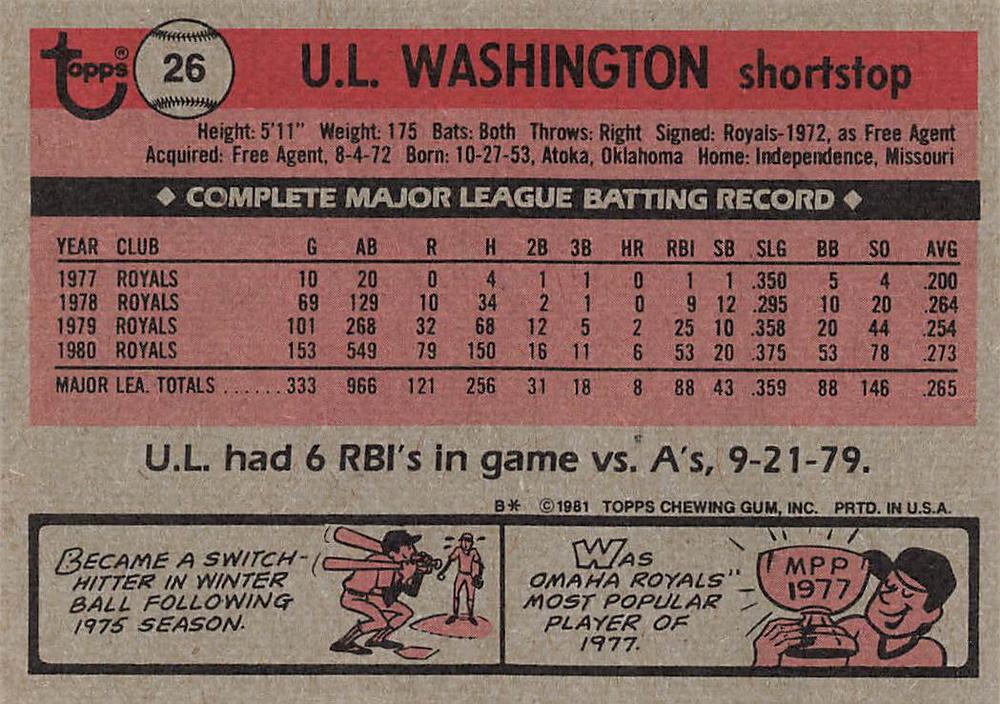 Topps® 26 U.L. WASHINGTON shortstop
Height: 5'11" Weight: 175 Bats: Both Throws: Right Signed: Royals-1972, as Free Agent
Acquired: Free Agent, 8-4-72 Born: 10-27-53, Atoka, Oklahoma Home: Independence, Missouri
◆ COMPLETE MAJOR LEAGUE BATTING RECORD ◆
YEAR CLUB G AB R H 2B 3B HR RBI SB SLG BB SO AVG
1977 ROYALS 10 20 0 4 1 1 0 1 1 .350 5 4 .200
1978 ROYALS 69 129 10 34 2 1 0 9 12 .295 10 20 .264
1979 ROYALS 101 268 32 68 12 5 2 25 10 .358 20 44 .254
1980 ROYALS 153 549 79 150 16 11 6 53 20 .375 53 78 .273
MAJOR LEA. TOTALS ...... 333 966 121 256 31 18 8 88 43 .359 88 146 .265
U.L. had 6 RBI's in game vs. A's, 9-21-79.
B* ©1981 TOPPS CHEWING GUM, INC. PRTD. IN U.S.A.
BECAME A SWITCH-
HITTER IN WINTER
BALL FOLLOWING
1975 SEASON.
WAS
OMAHA ROYALS"
MOST POPULAR
PLAYER OF
1977.
MPP
1977